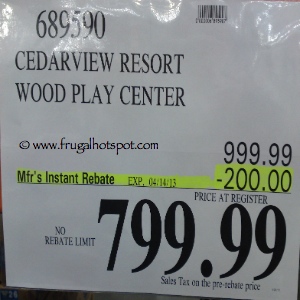 689590
CEDARVIEW RESORT
WOOD PLAY CENTER
www.frugalhotspot.com
999.99
Mfr's Instant Rebate EXP. 04/14/13 -200.00
PRICE AT REGISTER
NO
REBATE LIMIT
799.99
Sales Tax on the pre-rebate price